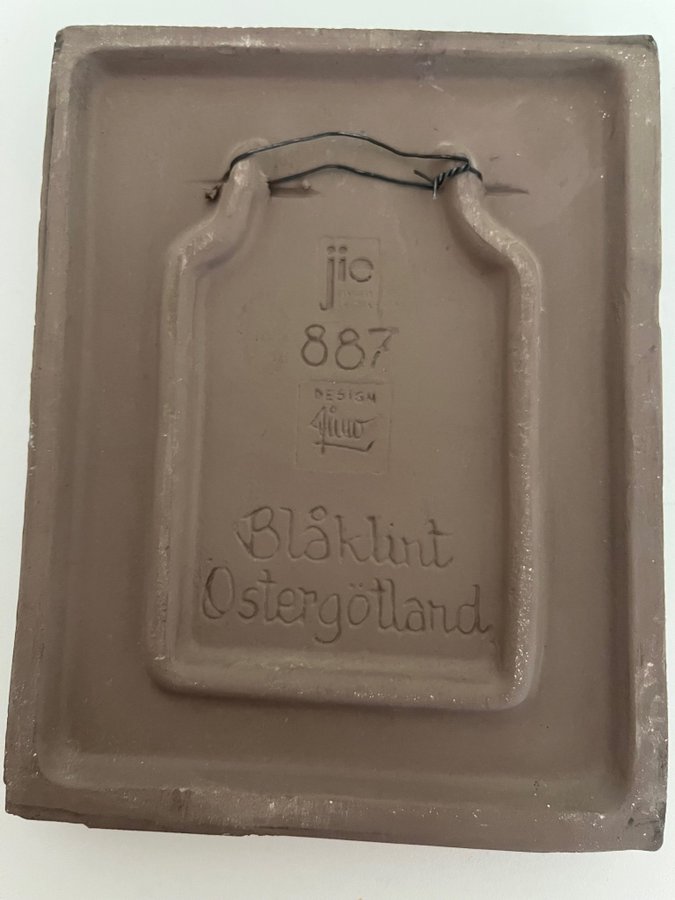 jie
887
DESIGN
Blåklint
Östergötland